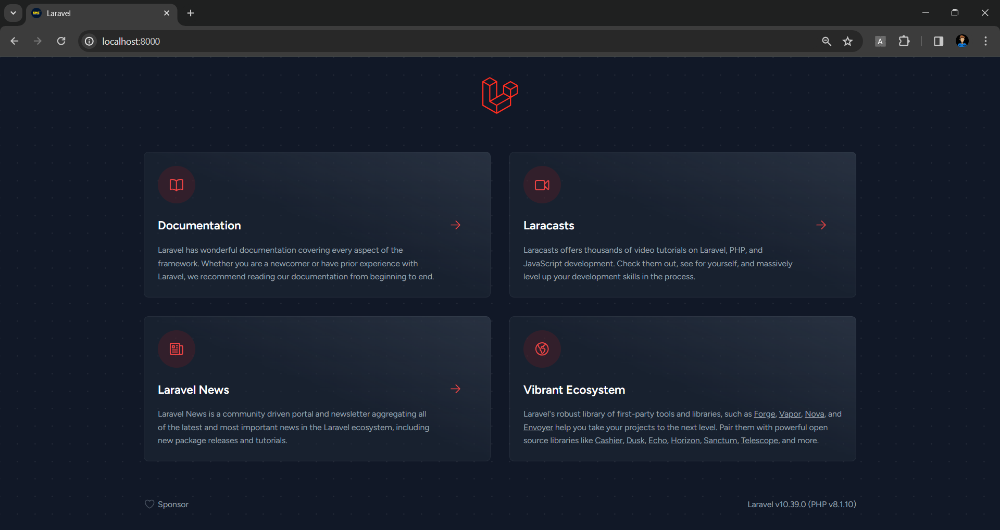 SMC
Laravel
localhost:8000
A
Documentation
Laravel has wonderful documentation covering every aspect of the
framework. Whether you are a newcomer or have prior experience with
Laravel, we recommend reading our documentation from beginning to end.
Laracasts
Laracasts offers thousands of video tutorials on Laravel, PHP, and
JavaScript development. Check them out, see for yourself, and massively
level up your development skills in the process.
Laravel News
Laravel News is a community driven portal and newsletter aggregating all
of the latest and most important news in the Laravel ecosystem, including
new package releases and tutorials.
Vibrant Ecosystem
Laravel's robust library of first-party tools and libraries, such as Forge, Vapor, Nova, and
Envoyer help you take your projects to the next level. Pair them with powerful open
source libraries like Cashier, Dusk, Echo, Horizon, Sanctum, Telescope, and more.
Sponsor
Laravel v10.39.0 (PHP v8.1.10)